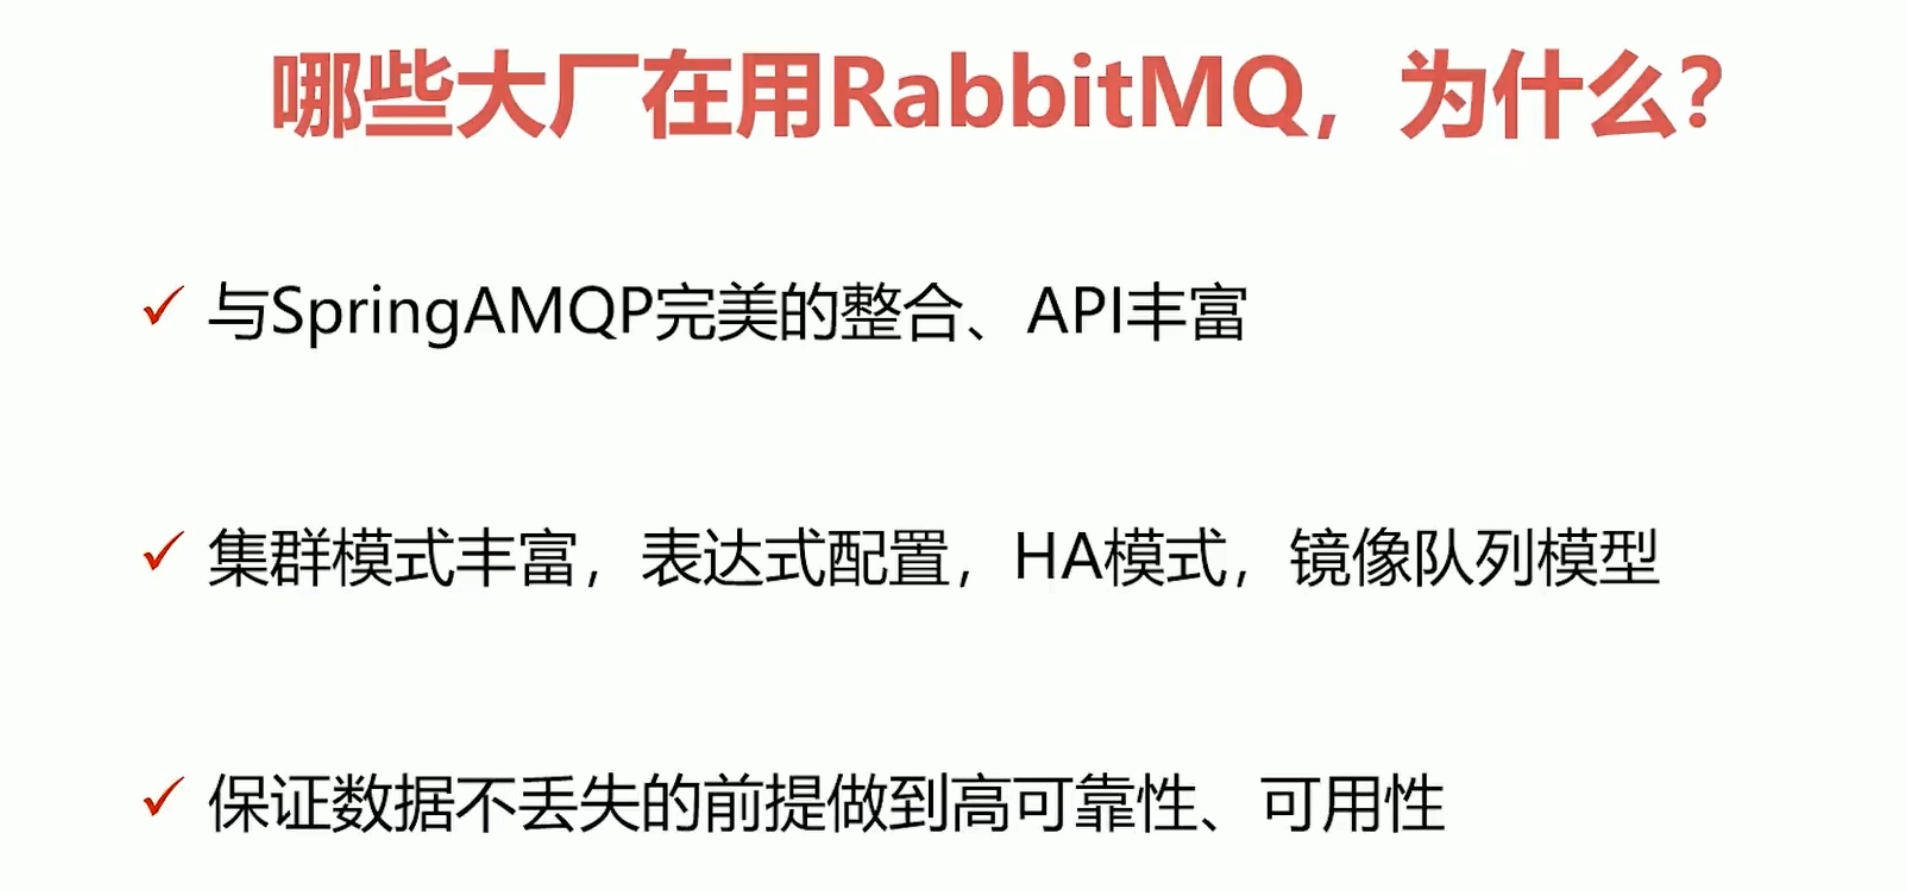 哪些大厂在用RabbitMQ，为什么？
与SpringAMQP完美的整合、API丰富
集群模式丰富，表达式配置，HA模式，镜像队列模型
保证数据不丢失的前提做到高可靠性、可用性